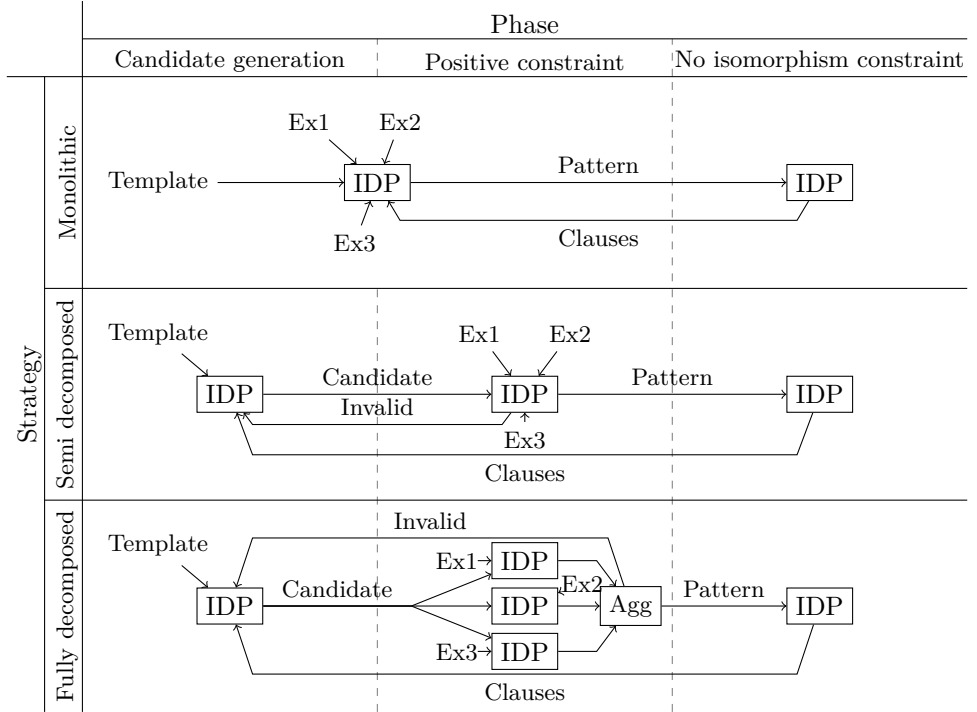 Phase
Candidate generation
Positive constraint
No isomorphism constraint
Strategy
Monolithic
Ex1
Ex2
Template
IDP
Pattern
IDP
Ex3
Clauses
Semi decomposed
Template
Ex1
Ex2
IDP
Candidate
IDP
Pattern
IDP
Invalid
Ex3
Clauses
Fully decomposed
Invalid
Template
Ex1
IDP
Ex2
IDP
Candidate
IDP
Agg
Pattern
IDP
Ex3
IDP
Clauses